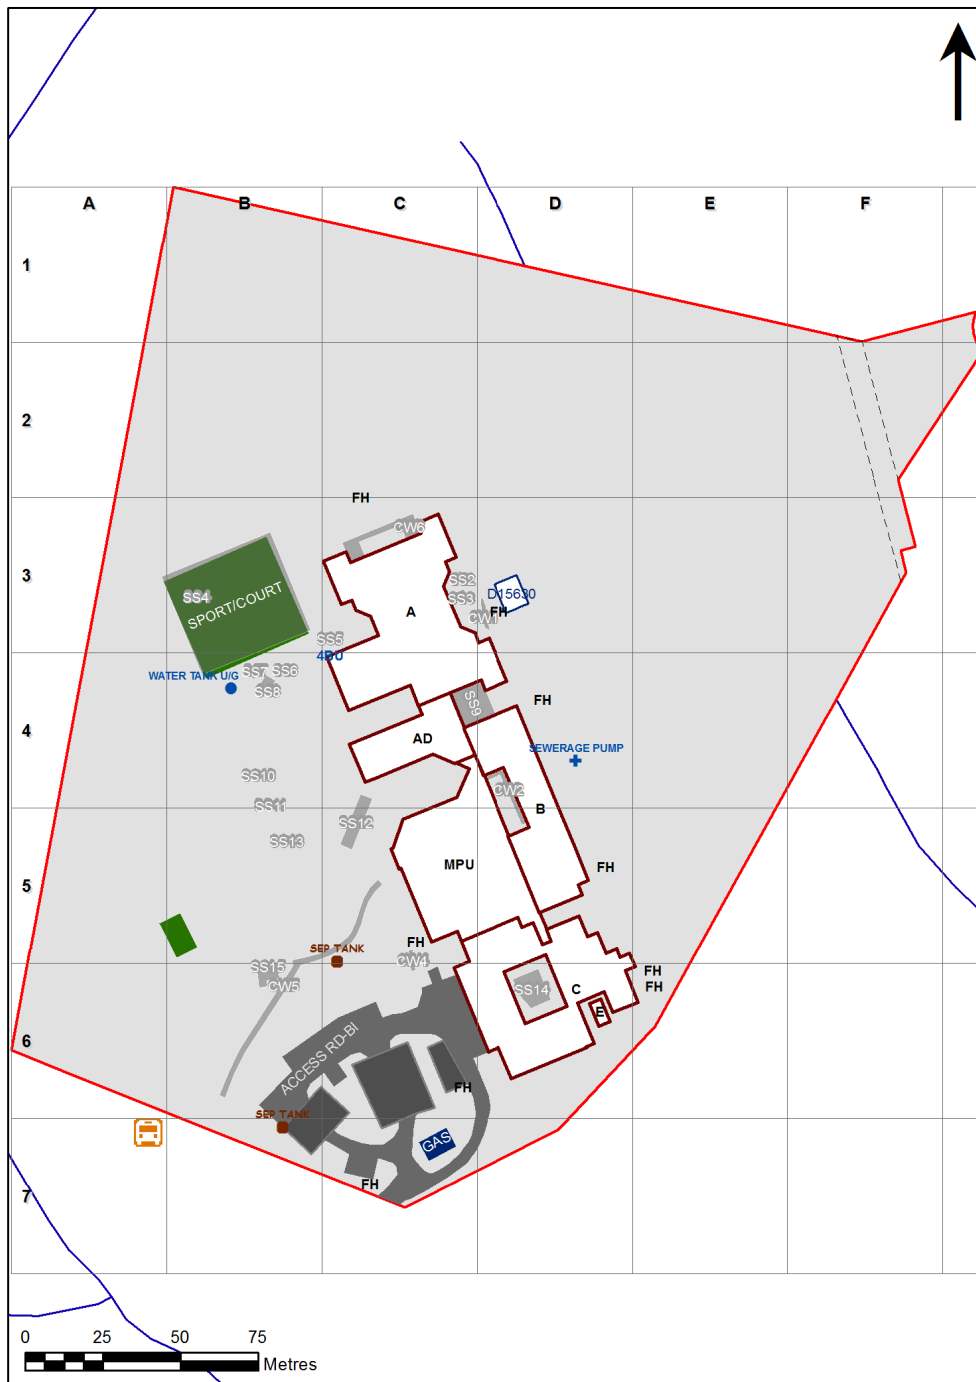 A B C D E F
1
2
FH
3
CW6
SS2
D15630
SS4
SPORT/COURT
SS3
A
FH
CW1
SS5
4BU
WATER TANK U/G
SS7
SS6
SS8
SS9
FH
4
AD
SEWERAGE PUMP
SS10
CW2
SS11
B
SS12
SS13
MPU
FH
5
FH
SEP TANK
CW4
SS15
FH
CW5
SS14
C
FH
E
6
ACCESS RD-BI
FH
SEP TANK
GAS
FH
7
0 25 50 75
Metres